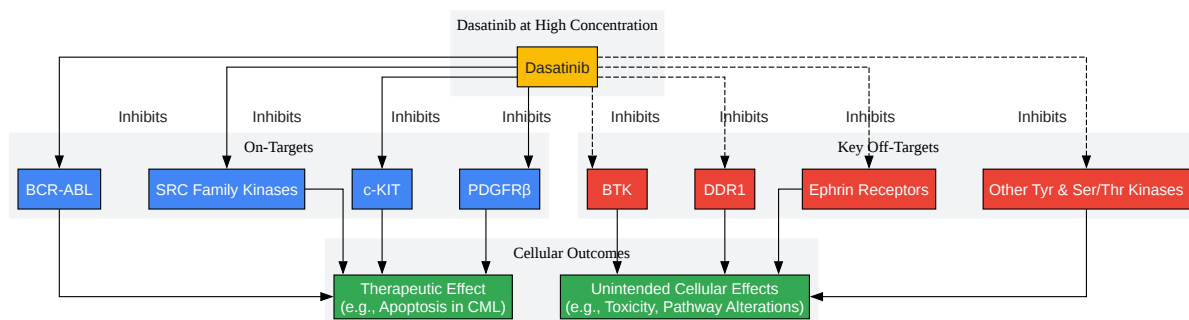 Dasatinib at High Concentration
Dasatinib
Inhibits
Inhibits
Inhibits
Inhibits
Inhibits
Inhibits
Inhibits
Inhibits
On-Targets
Key Off-Targets
BCR-ABL
SRC Family Kinases
c-KIT
PDGFRβ
BTK
DDR1
Ephrin Receptors
Other Tyr & Ser/Thr Kinases
Cellular Outcomes
Therapeutic Effect
(e.g., Apoptosis in CML)
Unintended Cellular Effects
(e.g., Toxicity, Pathway Alterations)